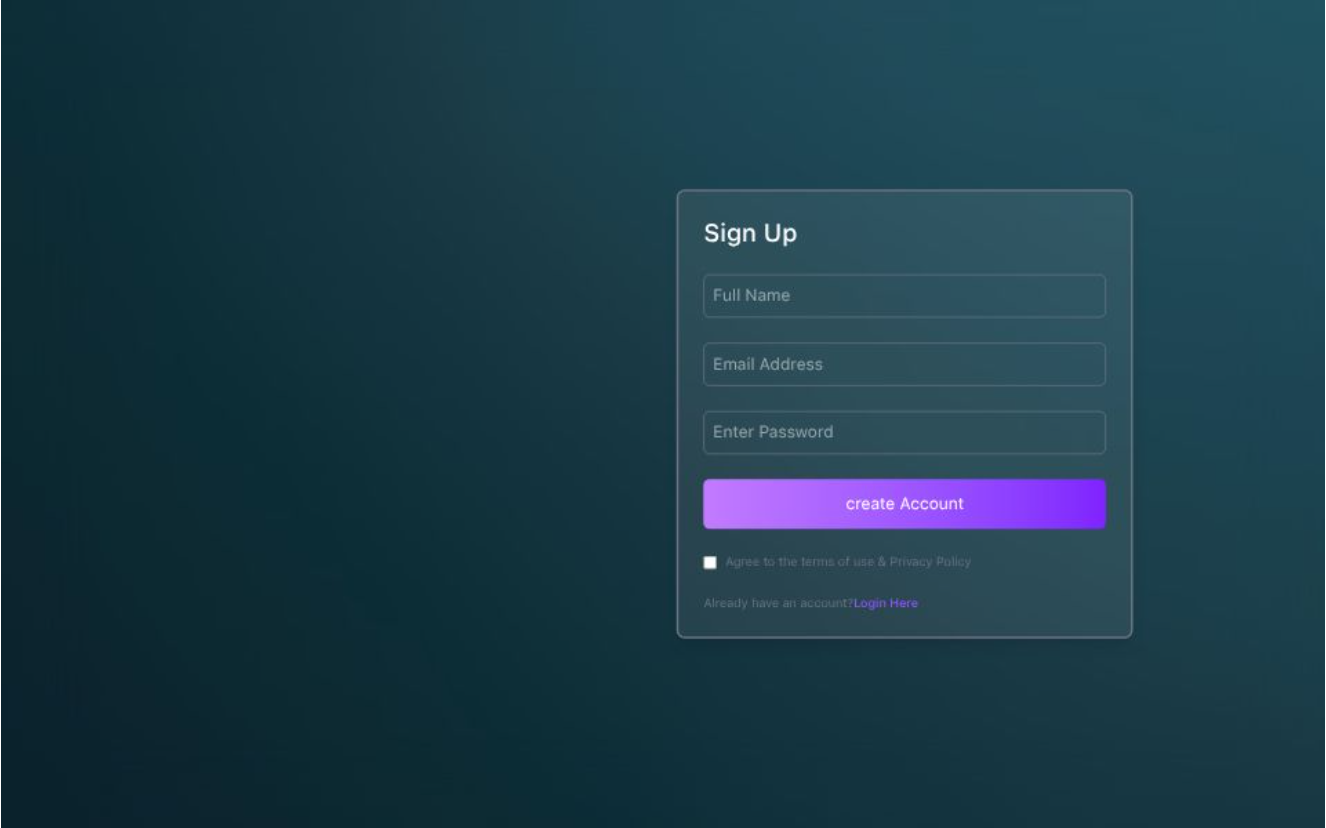 Sign Up
Full Name
Email Address
Enter Password
create Account
Agree to the terms of use & Privacy Policy
Already have an account?Login Here